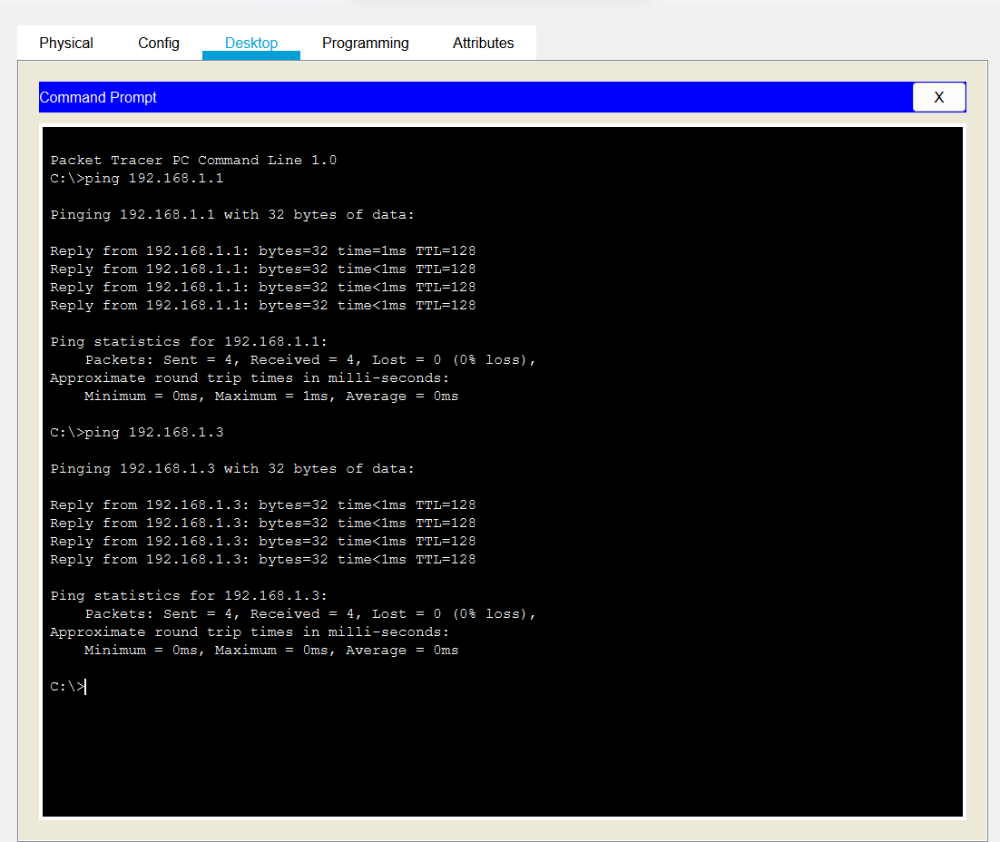 Physical Config Desktop Programming Attributes
Command Prompt X
Packet Tracer PC Command Line 1.0
C:\>ping 192.168.1.1
Pinging 192.168.1.1 with 32 bytes of data:
Reply from 192.168.1.1: bytes=32 time=1ms TTL=128
Reply from 192.168.1.1: bytes=32 time<1ms TTL=128
Reply from 192.168.1.1: bytes=32 time<1ms TTL=128
Reply from 192.168.1.1: bytes=32 time<1ms TTL=128
Ping statistics for 192.168.1.1:
    Packets: Sent = 4, Received = 4, Lost = 0 (0% loss),
Approximate round trip times in milli-seconds:
    Minimum = 0ms, Maximum = 1ms, Average = 0ms
C:\>ping 192.168.1.3
Pinging 192.168.1.3 with 32 bytes of data:
Reply from 192.168.1.3: bytes=32 time<1ms TTL=128
Reply from 192.168.1.3: bytes=32 time<1ms TTL=128
Reply from 192.168.1.3: bytes=32 time<1ms TTL=128
Reply from 192.168.1.3: bytes=32 time<1ms TTL=128
Ping statistics for 192.168.1.3:
    Packets: Sent = 4, Received = 4, Lost = 0 (0% loss),
Approximate round trip times in milli-seconds:
    Minimum = 0ms, Maximum = 0ms, Average = 0ms
C:\>